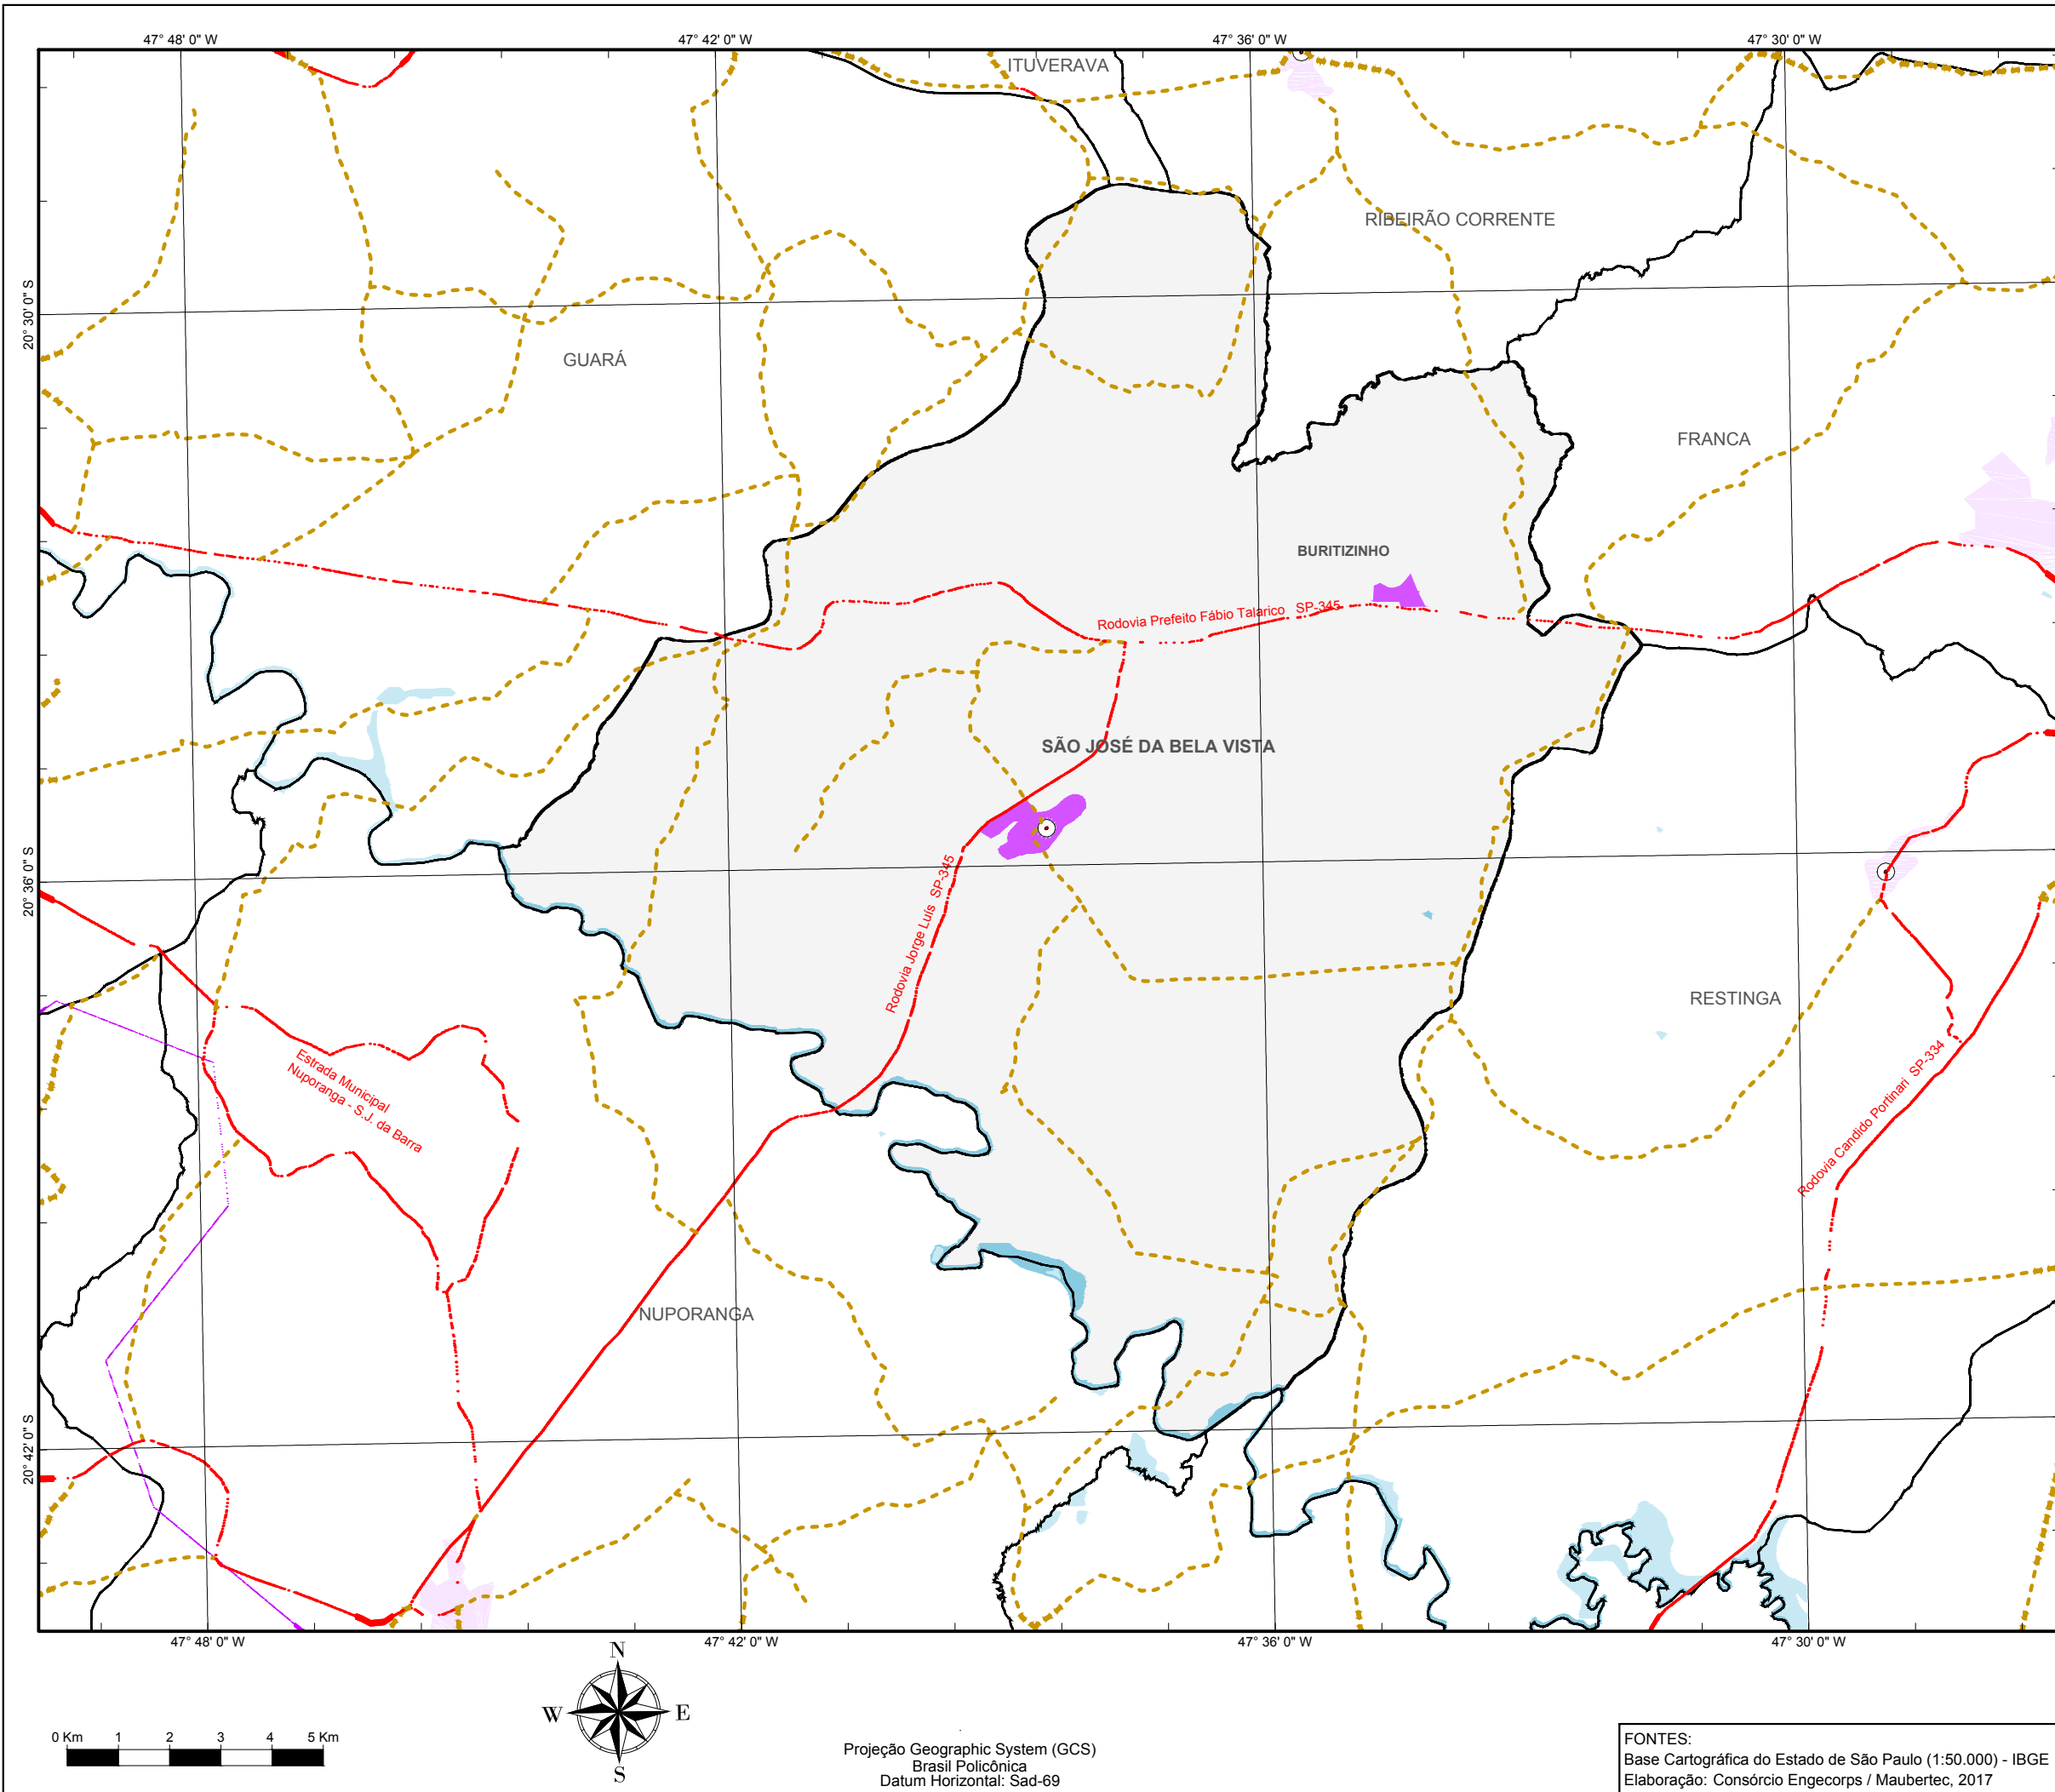 47° 48' 0" W
47° 42' 0" W
47° 36' 0" W
47° 30' 0" W
ITUVERAVA
RIBEIRÃO CORRENTE
20° 30' 0" S
GUARÁ
FRANCA
BURITIZINHO
Rodovia Prefeito Fábio Talarico SP-345
SÃO JOSÉ DA BELA VISTA
20° 36' 0" S
Rodovia Jorge Luís SP-345
RESTINGA
Estrada Municipal
Nuporanga - S.J. da Barra
Rodovia Candido Portinari SP-334
NUPORANGA
20° 42' 0" S
47° 48' 0" W
47° 42' 0" W
47° 36' 0" W
47° 30' 0" W
N
W
E
S
0 Km
1
2
3
4
5 Km
Projeção Geographic System (GCS)
Brasil Policônica
Datum Horizontal: Sad-69
FONTES:
Base Cartográfica do Estado de São Paulo (1:50.000) - IBGE
Elaboração: Consórcio Engecorps / Maubertec, 2017